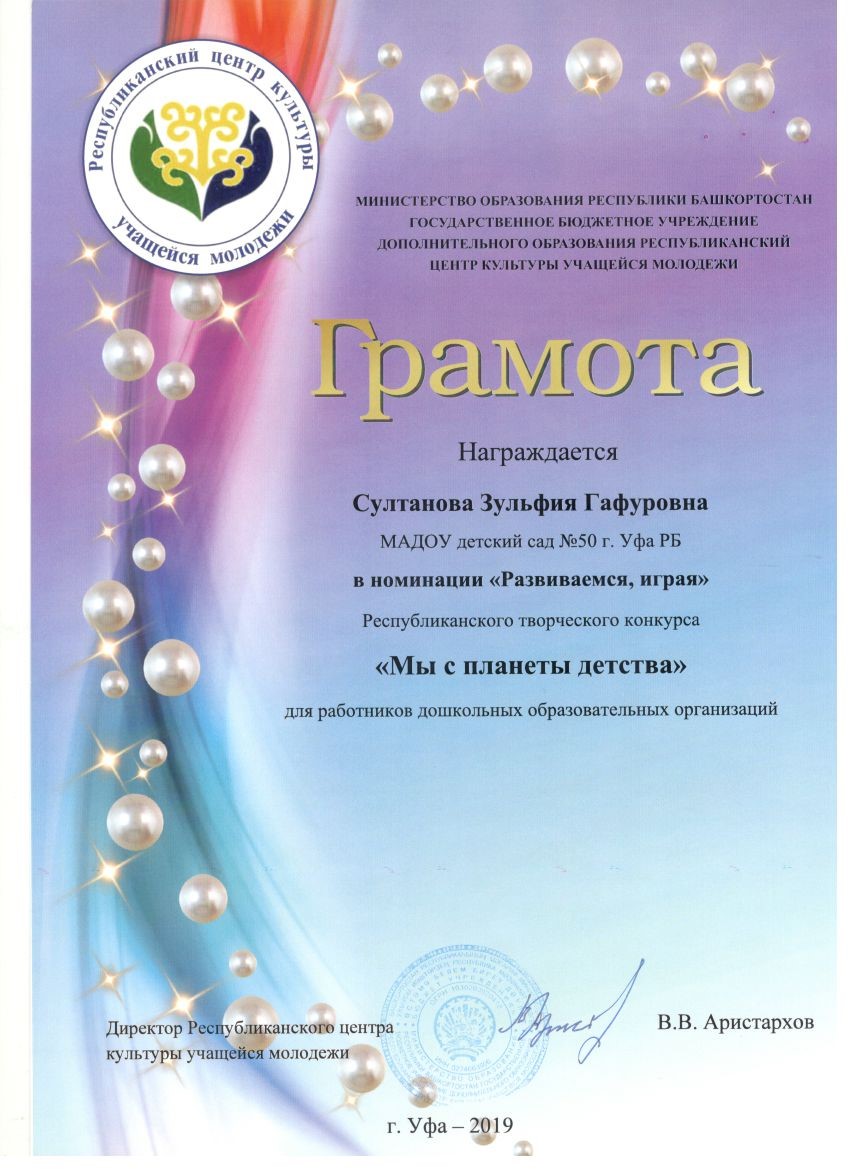 Республиканский центр культуры
учащейся молодежи
МИНИСТЕРСТВО ОБРАЗОВАНИЯ РЕСПУБЛИКИ БАШКОРТОСТАН
ГОСУДАРСТВЕННОЕ БЮДЖЕТНОЕ УЧРЕЖДЕНИЕ
ДОПОЛНИТЕЛЬНОГО ОБРАЗОВАНИЯ РЕСПУБЛИКАНСКИЙ
ЦЕНТР КУЛЬТУРЫ УЧАЩЕЙСЯ МОЛОДЕЖИ
Грамота
Награждается
Султанова Зульфия Гафуровна
МАДОУ детский сад №50 г. Уфа РБ
в номинации «Развиваемся, играя»
Республиканского творческого конкурса
«Мы с планеты детства»
для работников дошкольных образовательных организаций
Директор Республиканского центра
культуры учащейся молодежи
В.В. Аристархов
г. Уфа – 2019